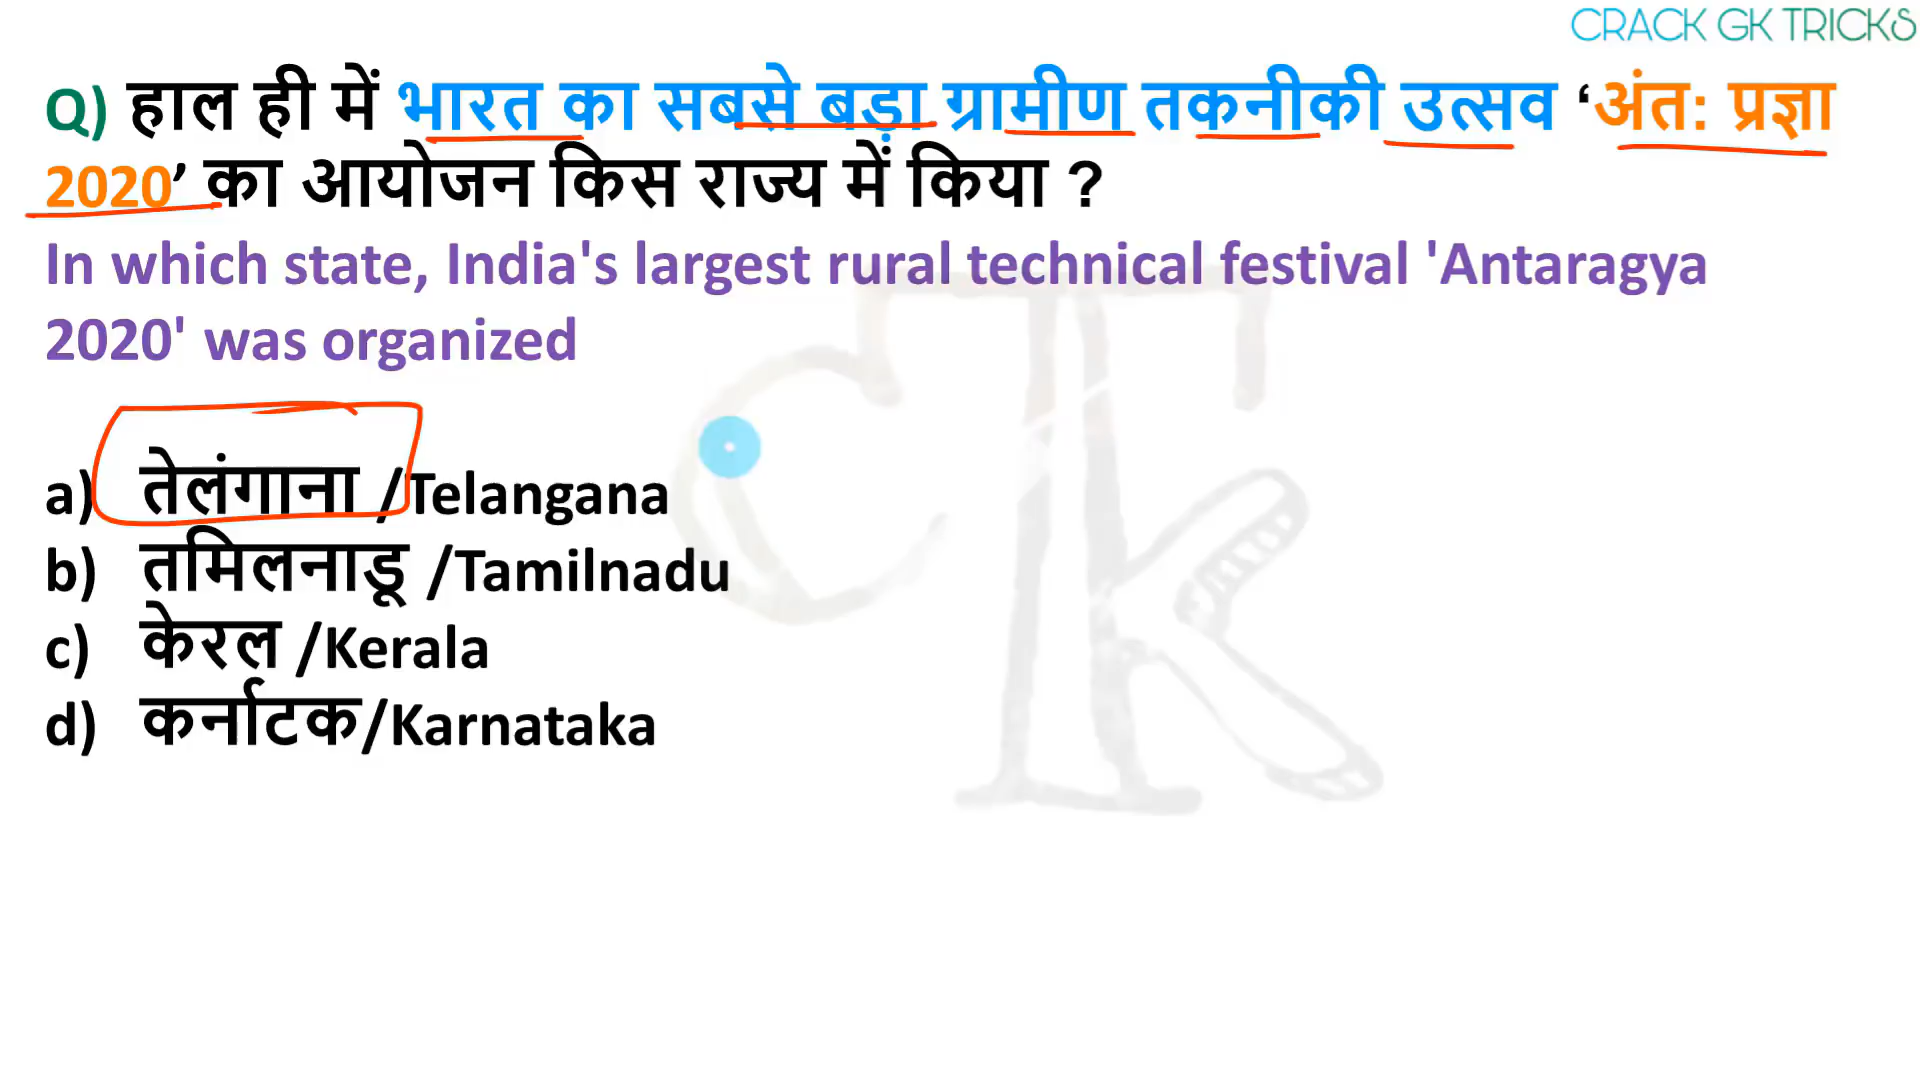 CRACK GK TRICKS
Q) हाल ही में भारत का सबसे बड़ा ग्रामीण तकनीकी उत्सव ‘अंत: प्रज्ञा
2020’ का आयोजन किस राज्य में किया ?
In which state, India's largest rural technical festival 'Antaragya
2020' was organized
a) तेलंगाना /Telangana
b) तमिलनाडू /Tamilnadu
c) केरल /Kerala
d) कर्नाटक/Karnataka